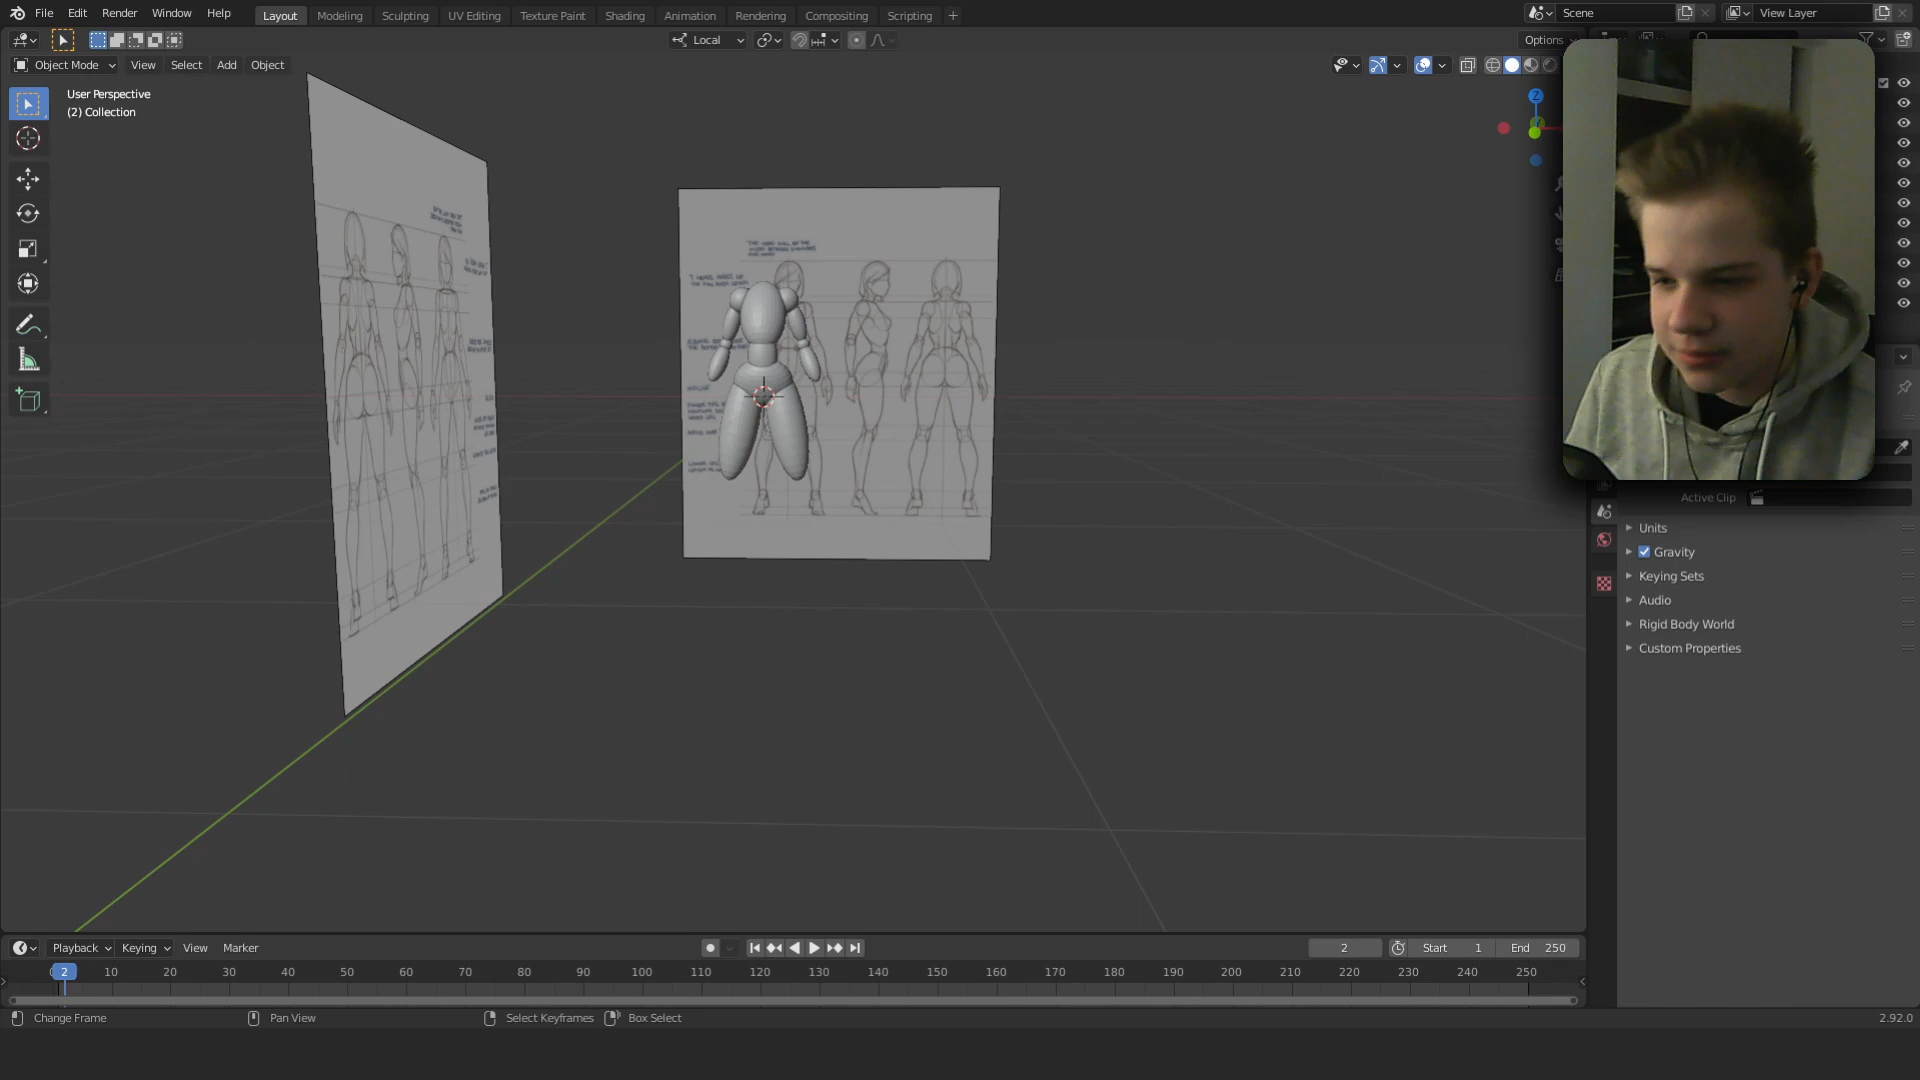 File Edit Render Window Help
Layout Modeling Sculpting UV Editing Texture Paint Shading Animation Rendering Compositing Scripting +
Scene
View Layer
Local
Options
Object Mode View Select Add Object
User Perspective
(2) Collection
Z
Active Clip
Units
Gravity
Keying Sets
Audio
Rigid Body World
Custom Properties
Playback Keying View Marker
2
Start 1 End 250
2 10 20 30 40 50 60 70 80 90 100 110 120 130 140 150 160 170 180 190 200 210 220 230 240 250
Change Frame Pan View Select Keyframes Box Select
2.92.0